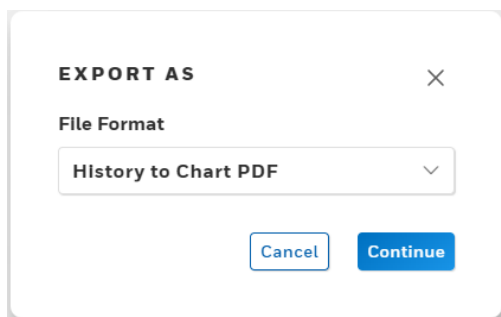 EXPORT AS
File Format
History to Chart PDF
Cancel Continue